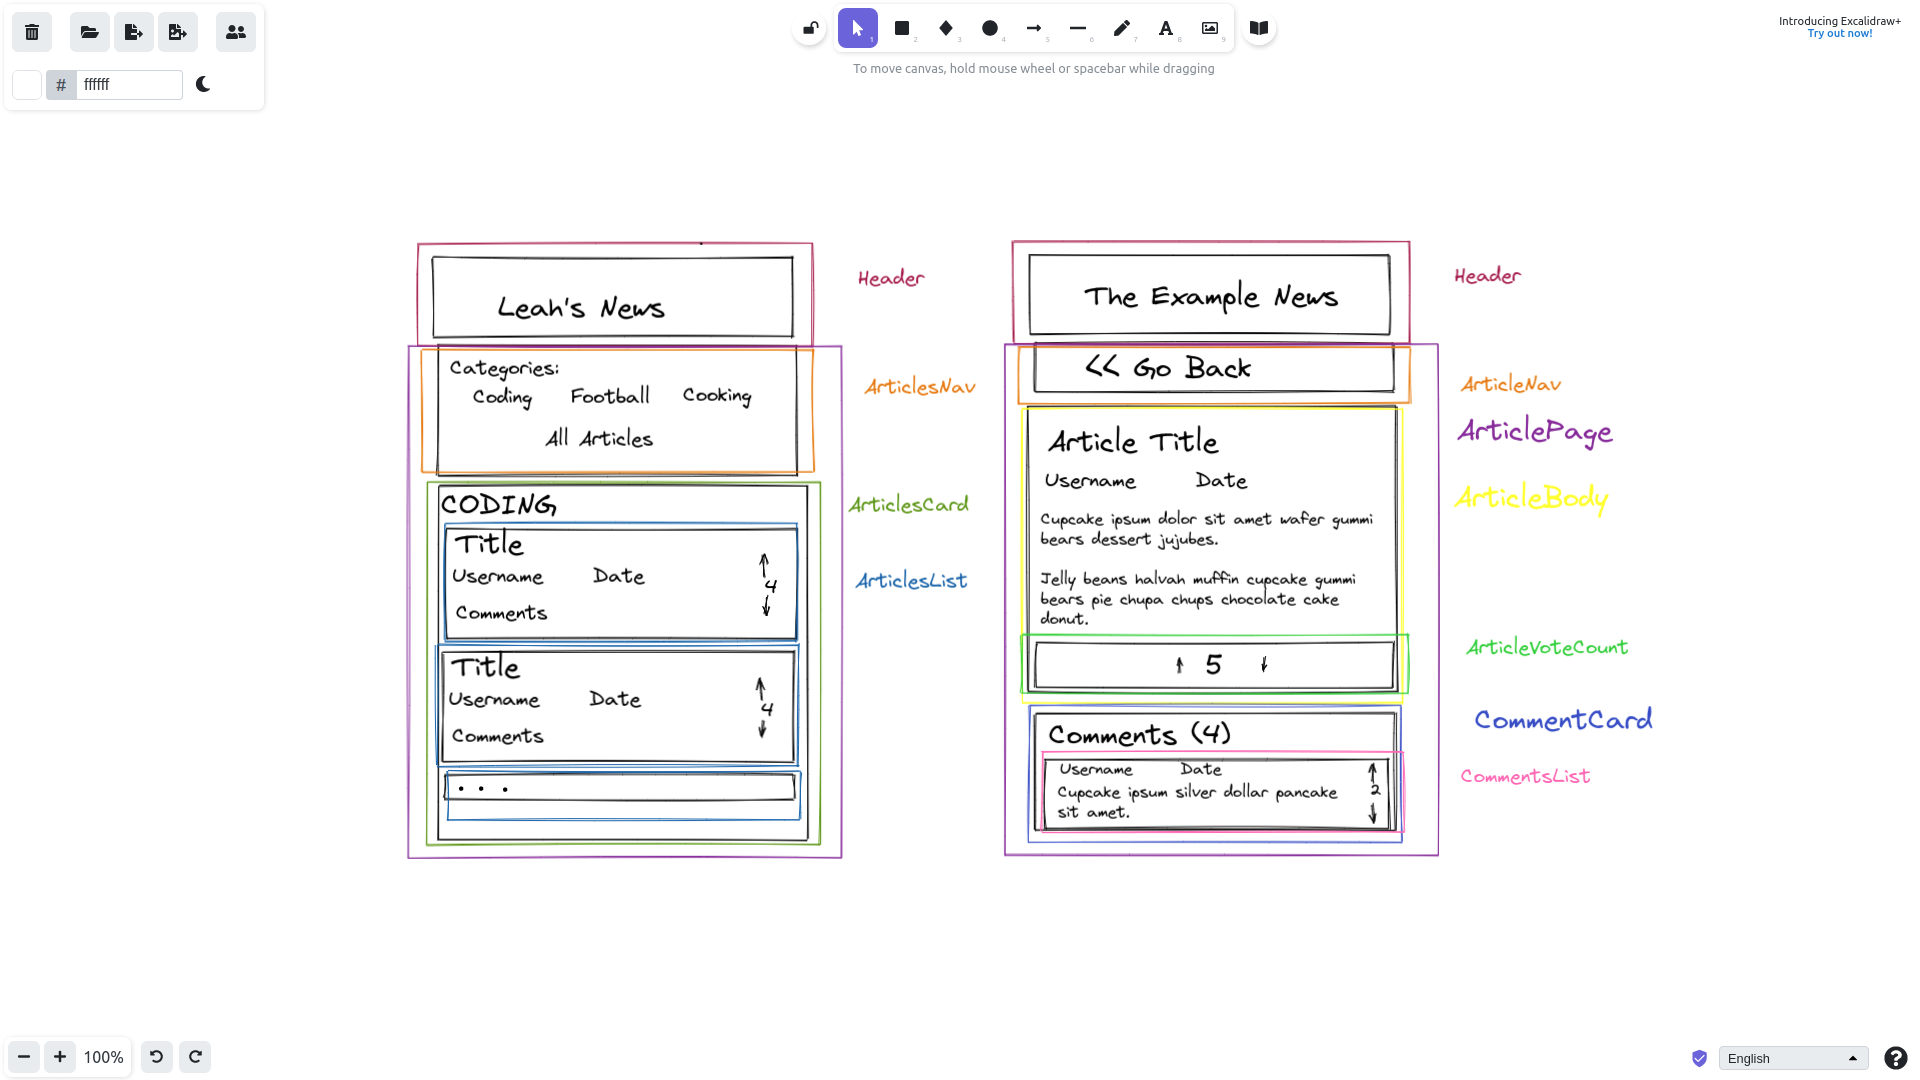 # ffffff
1
2
3
4
5
6
7
8
9
To move canvas, hold mouse wheel or spacebar while dragging
Introducing Excalidraw+
Try out now!
Leah's News
Header
Categories:
Coding Football Cooking
All Articles
ArticlesNav
CODING
ArticlesCard
Title
Username Date
4
Comments
ArticlesList
Title
Username Date
4
Comments
...
The Example News
Header
<< Go Back
ArticleNav
ArticlePage
Article Title
Username Date
ArticleBody
Cupcake ipsum dolor sit amet wafer gummi
bears dessert jujubes.
Jelly beans halvah muffin cupcake gummi
bears pie chupa chups chocolate cake
donut.
5
ArticleVoteCount
Comments (4)
CommentCard
Username Date
Cupcake ipsum silver dollar pancake
sit amet.
2
CommentsList
100%
English